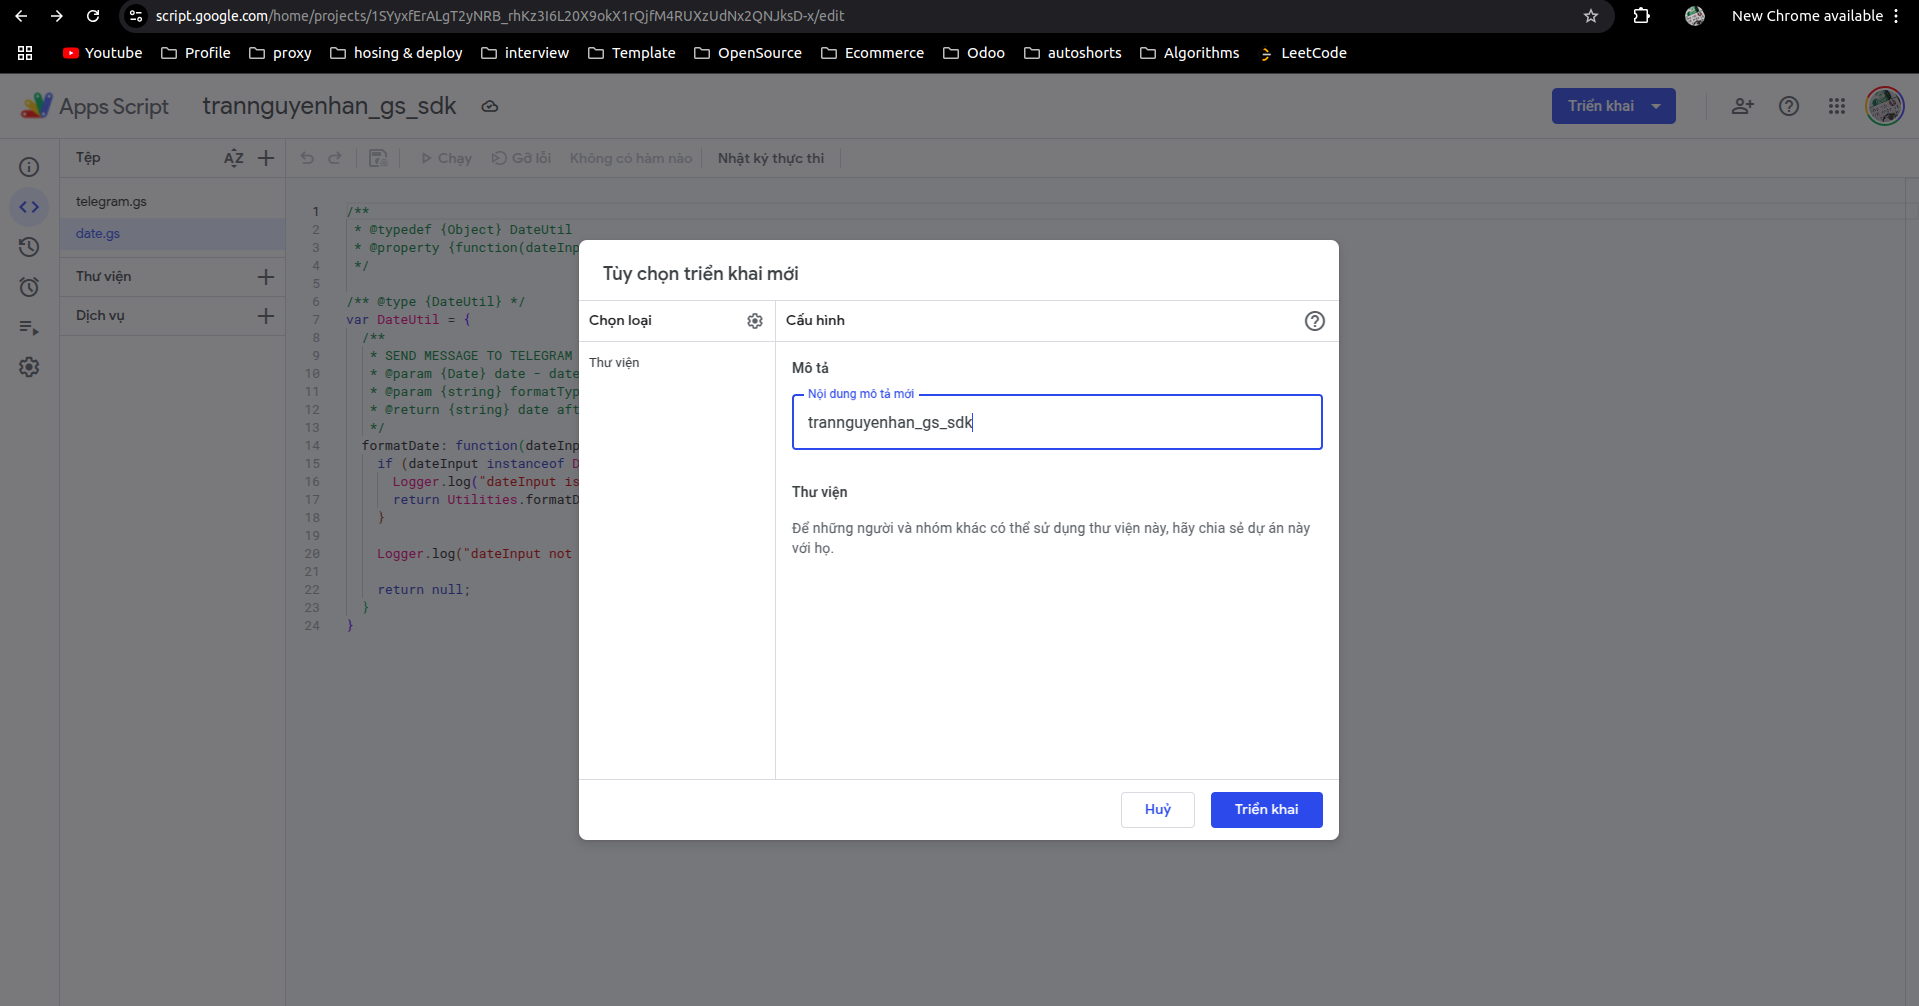 script.google.com/home/projects/1SYyxfErALgT2yNRB_rhKz3I6L20X9okX1rQjfM4RUXzUdNx2QNJksD-x/edit
New Chrome available
Youtube
Profile
proxy
hosing & deploy
interview
Template
OpenSource
Ecommerce
Odoo
autoshorts
Algorithms
LeetCode
Apps Script
trannguyenhan_gs_sdk
Triển khai
Tệp
AZ
Chạy
Gỡ lỗi
Không có hàm nào
Nhật ký thực thi
telegram.gs
date.gs
Thư viện
Dịch vụ
1 /**
2 * @typedef {Object} DateUtil
3 * @property {function(dateInp
4 */
5
6 /** @type {DateUtil} */
7 var DateUtil = {
8 /**
9 * SEND MESSAGE TO TELEGRAM
10 * @param {Date} date - date
11 * @param {string} formatTyp
12 * @return {string} date aft
13 */
14 formatDate: function(dateInp
15 if (dateInput instanceof D
16 Logger.log("dateInput is
17 return Utilities.formatD
18 }
19
20 Logger.log("dateInput not
21
22 return null;
23 }
24 }
Tùy chọn triển khai mới
Chọn loại
Cấu hình
Thư viện
Mô tả
Nội dung mô tả mới
trannguyenhan_gs_sdk
Thư viện
Để những người và nhóm khác có thể sử dụng thư viện này, hãy chia sẻ dự án này
với họ.
Huỷ
Triển khai